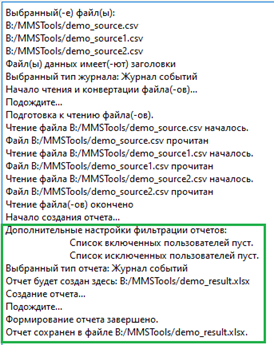 Выбранный(-е) файл(ы):
B:/MMSTools/demo_source.csv
B:/MMSTools/demo_source1.csv
B:/MMSTools/demo_source2.csv
Файл(ы) данных имеет(-ют) заголовки
Выбранный тип журнала: Журнал событий
Начало чтения и конвертации файла(-ов)...
Подождите...
Подготовка к чтению файла(-ов).
Чтение файла B:/MMSTools/demo_source.csv началось.
Файл B:/MMSTools/demo_source.csv прочитан
Чтение файла B:/MMSTools/demo_source1.csv началось.
Файл B:/MMSTools/demo_source1.csv прочитан
Чтение файла B:/MMSTools/demo_source2.csv началось.
Файл B:/MMSTools/demo_source2.csv прочитан
Чтение файла(-ов) окончено
Начало создания отчета...
Дополнительные настройки фильтрации отчетов:
Список включенных пользователей пуст.
Список исключенных пользователей пуст.
Выбранный тип отчета: Журнал событий
Отчет будет создан здесь: B:/MMSTools/demo_result.xlsx
Создание отчета...
Подождите...
Формирование отчета завершено.
Отчет сохранен в файле B:/MMSTools/demo_result.xlsx.